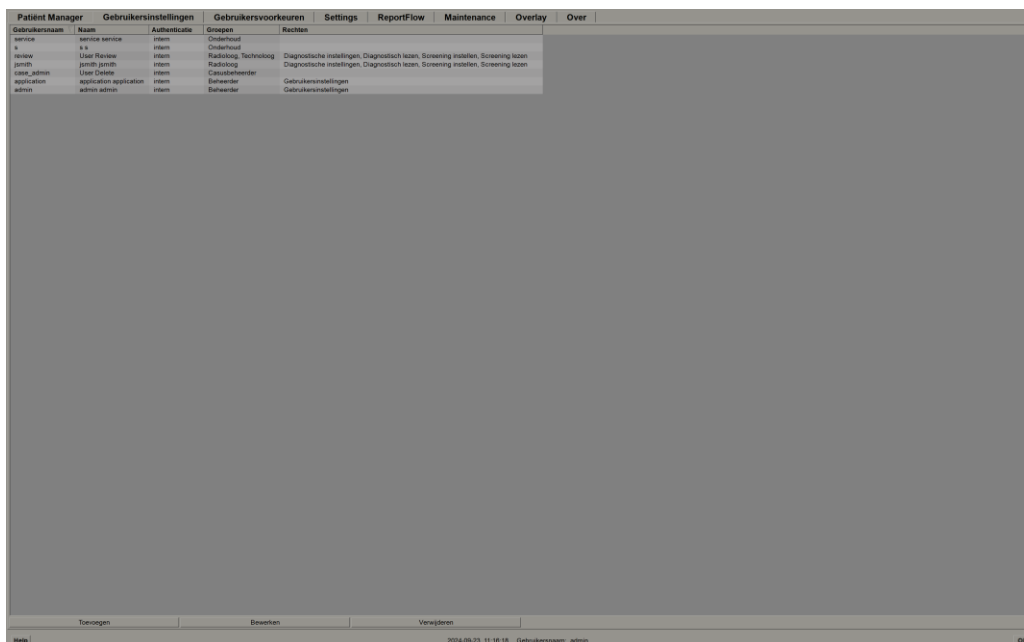 Patiënt Manager Gebruikersinstellingen Gebruikersvoorkeuren Settings ReportFlow Maintenance Overlay Over
Gebruikersnaam Naam Authenticatie Groepen Rechten
service service service intern Onderhoud
s s s intern Onderhoud
review User Review intern Radioloog, Technoloog Diagnostische instellingen, Diagnostisch lezen, Screening instellen, Screening lezen
jsmith jsmith jsmith intern Radioloog Diagnostische instellingen, Diagnostisch lezen, Screening instellen, Screening lezen
case_admin User Delete intern Casusbeheerder
application application application intern Beheerder Gebruikersinstellingen
admin admin admin intern Beheerder Gebruikersinstellingen
Toevoegen Bewerken Verwijderen
Help 2024-09-23 11:16:18 Gebruikersnaam: admin